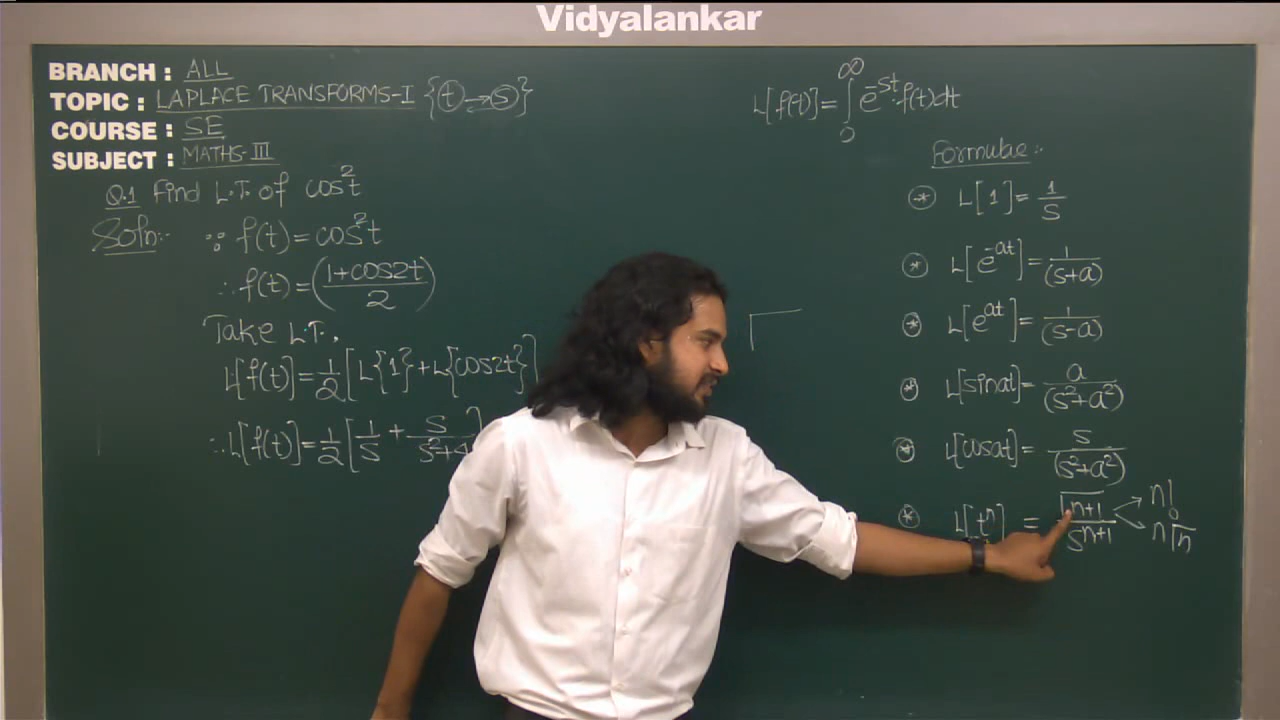 Vidyalankar
BRANCH : ALL
TOPIC : LAPLACE TRANSFORMS-I {t→s}
COURSE : SE
SUBJECT : MATHS-III
Q.1 Find L.T. of cos²t
Soln:- ∵ f(t)=cos²t
∴ f(t)=((1+cos2t)/2)
Take L.T.,
L[f(t)]=1/2[L{1}+L{cos2t}]
∴ L[f(t)]=1/2[1/s + s/(s²+4)]
L[f(t)]=∫₀^∞ e^-st·f(t)dt
Formulae:-
* L[1]=1/s
* L[e^-at]=1/(s+a)
* L[e^at]=1/(s-a)
* L[sinat]=a/(s²+a²)
* L[cosat]=s/(s²+a²)
* L[tⁿ] = Γn+1/s^n+1 → n!
→ nΓn